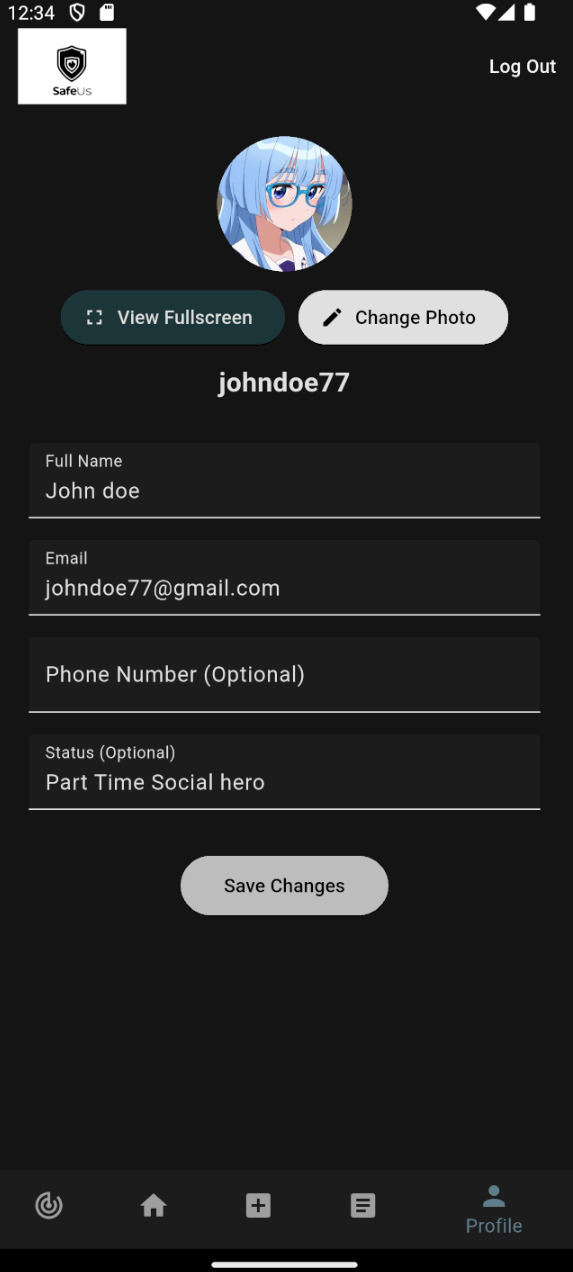 12:34
SafeUs
Log Out
View Fullscreen
Change Photo
johndoe77
Full Name
John doe
Email
johndoe77@gmail.com
Phone Number (Optional)
Status (Optional)
Part Time Social hero
Save Changes
Profile